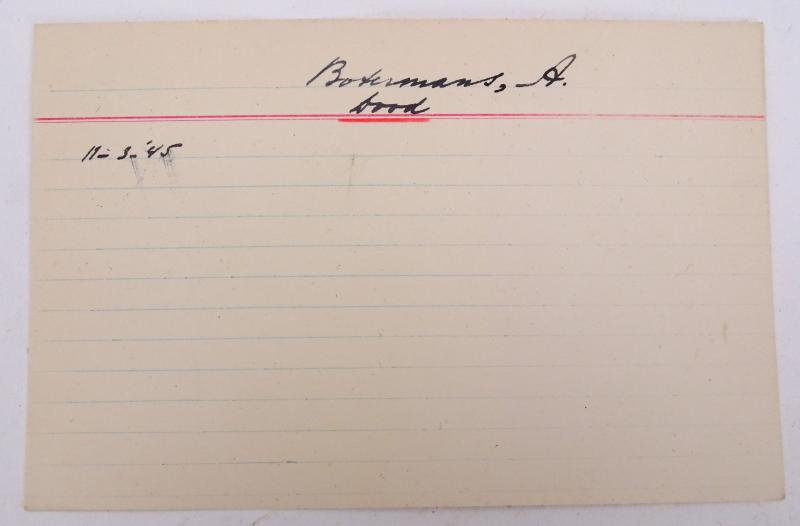 Botermans, A.
dood
11-3-'45